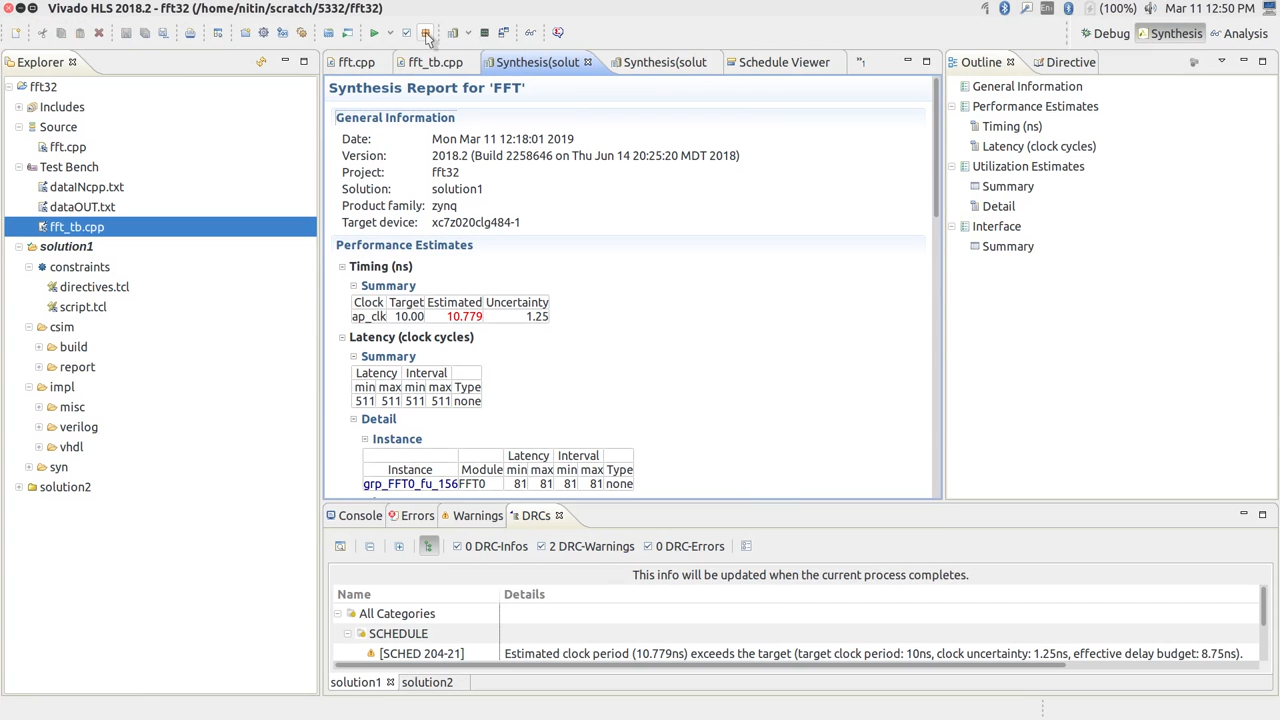 Vivado HLS 2018.2 - fft32 (/home/nitin/scratch/5332/fft32)
En (100%) Mar 11 12:50 PM
Debug Synthesis Analysis
Explorer
fft.cpp fft_tb.cpp Synthesis(solut Synthesis(solut Schedule Viewer »1
Outline Directive
fft32
Includes
Source
fft.cpp
Test Bench
dataINcpp.txt
dataOUT.txt
fft_tb.cpp
solution1
constraints
directives.tcl
script.tcl
csim
build
report
impl
misc
verilog
vhdl
syn
solution2
Synthesis Report for 'FFT'
General Information
Date: Mon Mar 11 12:18:01 2019
Version: 2018.2 (Build 2258646 on Thu Jun 14 20:25:20 MDT 2018)
Project: fft32
Solution: solution1
Product family: zynq
Target device: xc7z020clg484-1
Performance Estimates
Timing (ns)
Summary
Clock Target Estimated Uncertainty
ap_clk 10.00 10.779 1.25
Latency (clock cycles)
Summary
Latency Interval
min max min max Type
511 511 511 511 none
Detail
Instance
Latency Interval
Instance Module min max min max Type
grp_FFT0_fu_156 FFT0 81 81 81 81 none
General Information
Performance Estimates
Timing (ns)
Latency (clock cycles)
Utilization Estimates
Summary
Detail
Interface
Summary
Console Errors Warnings DRCs
0 DRC-Infos 2 DRC-Warnings 0 DRC-Errors
This info will be updated when the current process completes.
Name Details
All Categories
SCHEDULE
[SCHED 204-21] Estimated clock period (10.779ns) exceeds the target (target clock period: 10ns, clock uncertainty: 1.25ns, effective delay budget: 8.75ns).
solution1 solution2